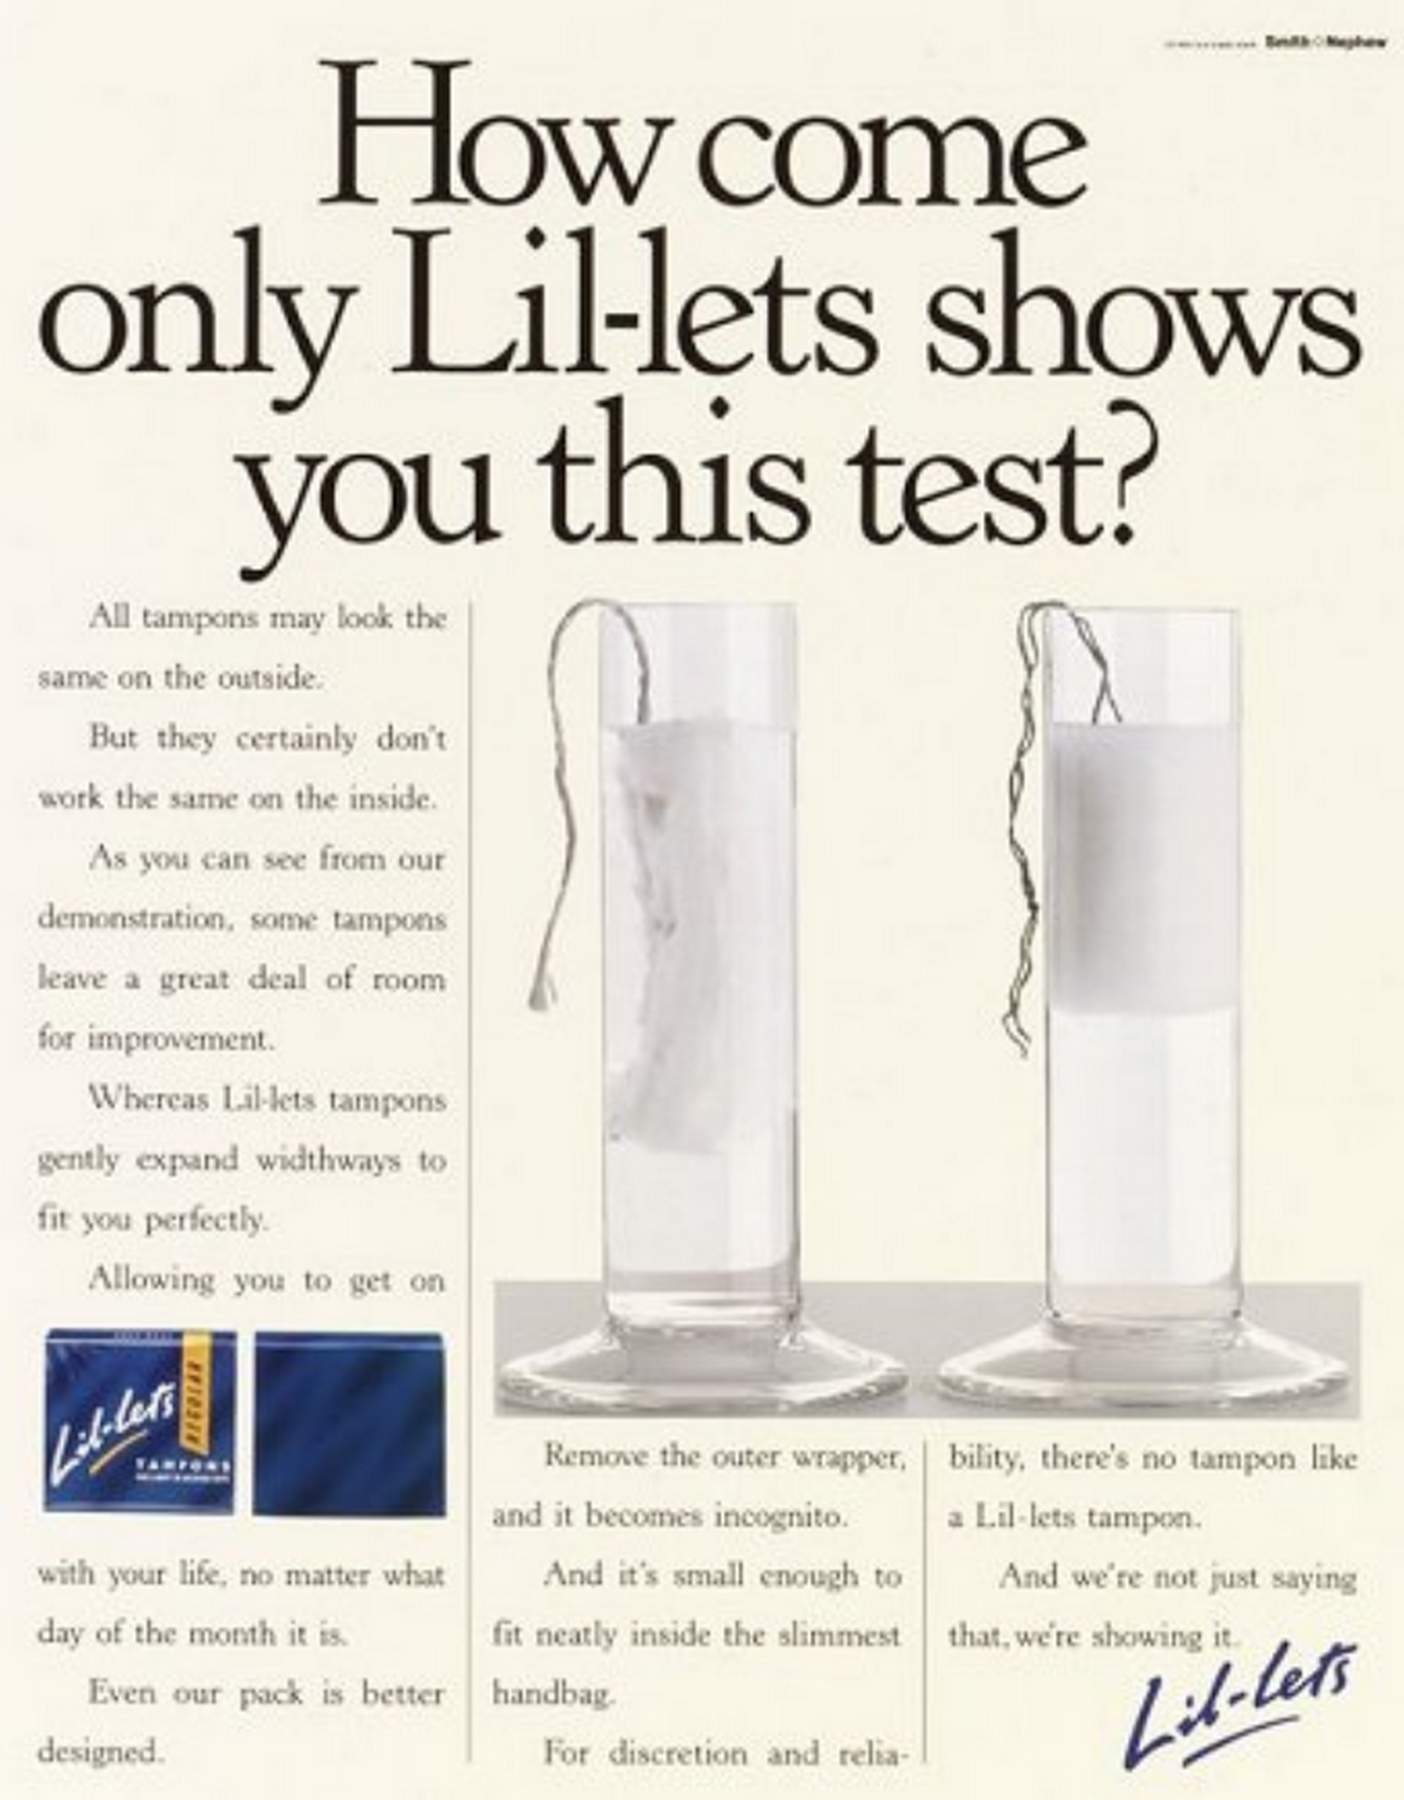 Smith Nephew
How come
only Lil-lets shows
you this test?
All tampons may look the
same on the outside.
But they certainly don't
work the same on the inside.
As you can see from our
demonstration, some tampons
leave a great deal of room
for improvement.
Whereas Lil-lets tampons
gently expand widthways to
fit you perfectly.
Allowing you to get on
Lil-lets
REGULAR
TAMPONS
with your life, no matter what
day of the month it is.
Even our pack is better
designed.
Remove the outer wrapper,
and it becomes incognito.
And it's small enough to
fit neatly inside the slimmest
handbag.
For discretion and relia-
bility, there's no tampon like
a Lil-lets tampon.
And we're not just saying
that, we're showing it.
Lil-lets